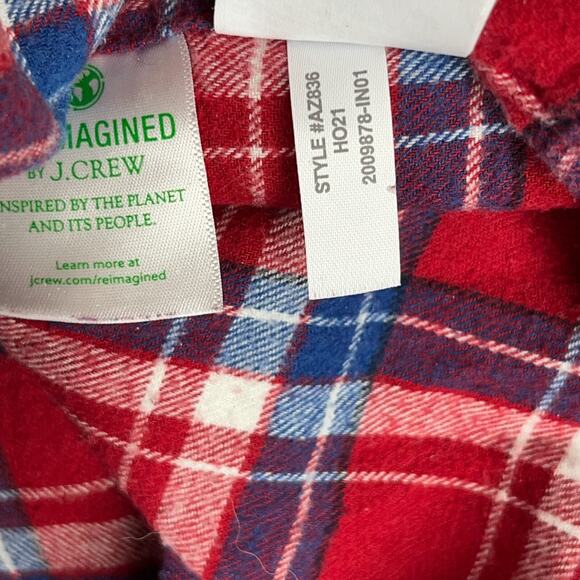 IMAGINED
BY J.CREW
NSPIRED BY THE PLANET
AND ITS PEOPLE.
Learn more at
jcrew.com/reimagined
STYLE #AZ836
HO21
2009878-IN01